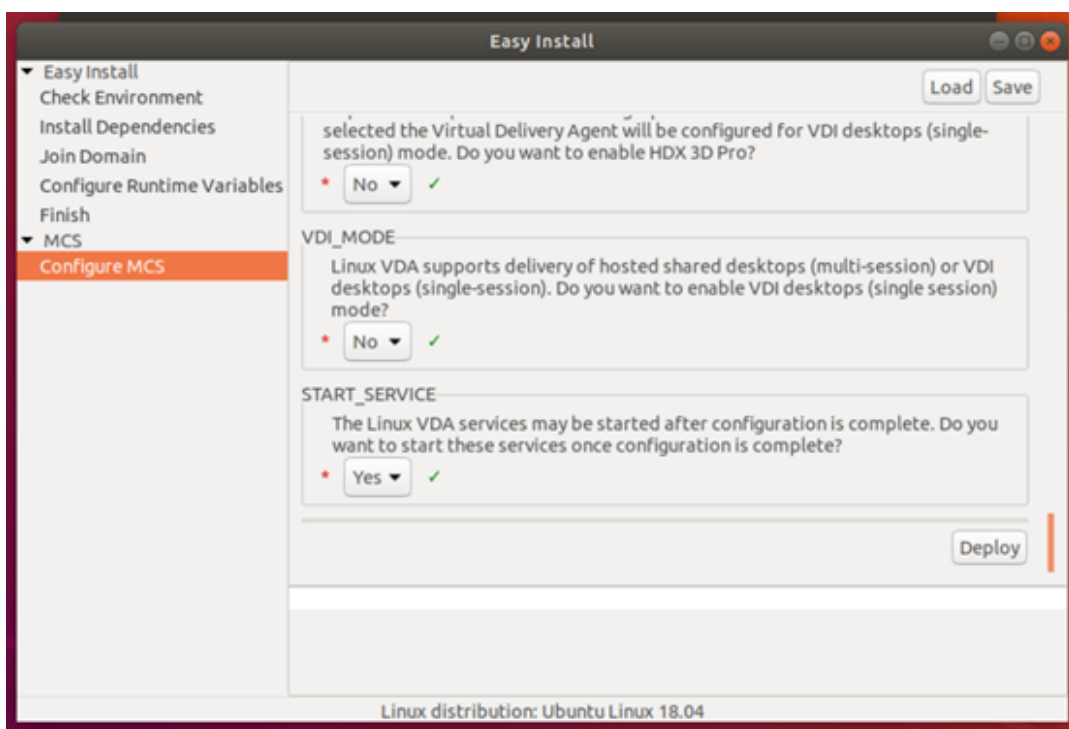 Easy Install
Easy Install
Check Environment
Install Dependencies
Join Domain
Configure Runtime Variables
Finish
MCS
Configure MCS
Load Save
selected the Virtual Delivery Agent will be configured for VDI desktops (single-
session) mode. Do you want to enable HDX 3D Pro?
* No ✓
VDI_MODE
Linux VDA supports delivery of hosted shared desktops (multi-session) or VDI
desktops (single-session). Do you want to enable VDI desktops (single session)
mode?
* No ✓
START_SERVICE
The Linux VDA services may be started after configuration is complete. Do you
want to start these services once configuration is complete?
* Yes ✓
Deploy
Linux distribution: Ubuntu Linux 18.04